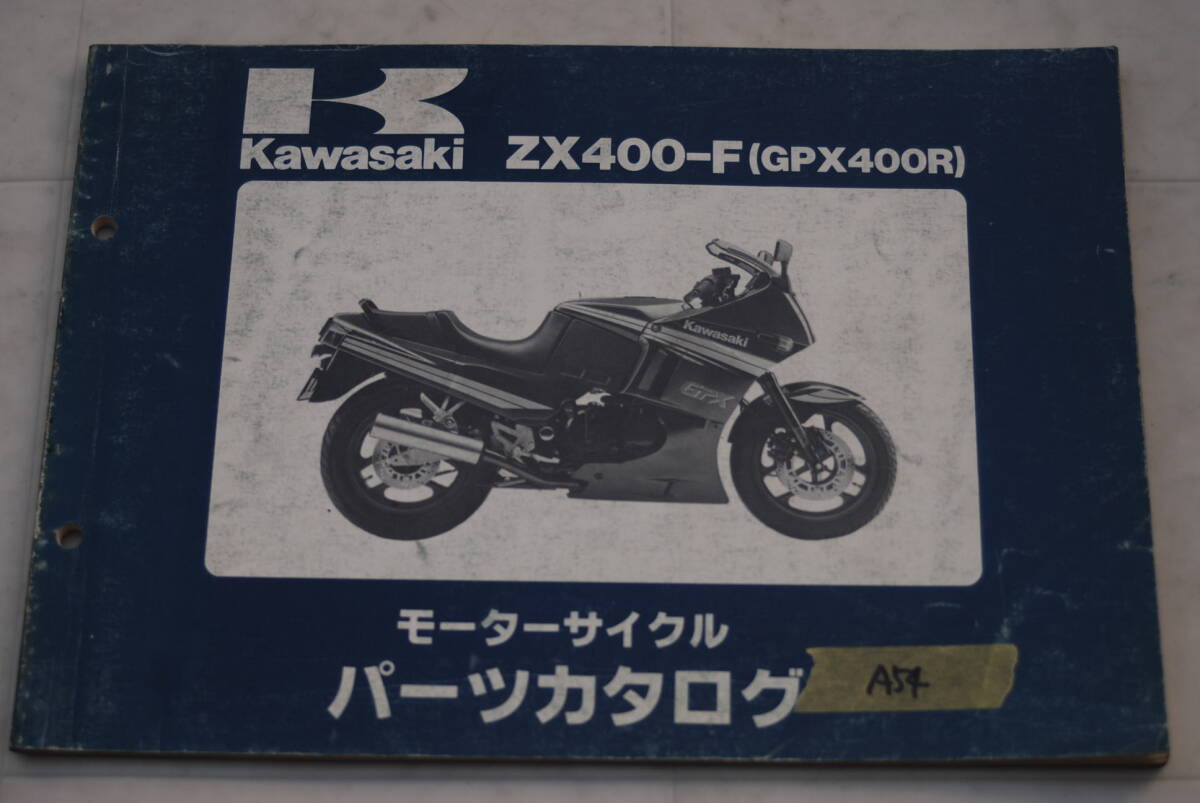 Kawasaki ZX400-F(GPX400R)
Kawasaki
GPX
モーターサイクル
パーツカタログ
A54